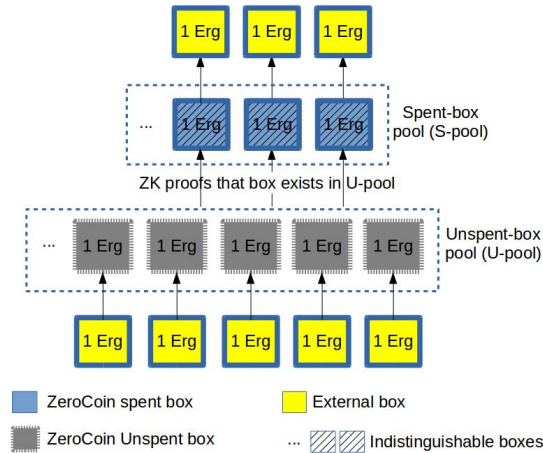 1 Erg 1 Erg 1 Erg
... 1 Erg 1 Erg 1 Erg
Spent-box
pool (S-pool)
ZK proofs that box exists in U-pool
... 1 Erg 1 Erg 1 Erg 1 Erg 1 Erg
Unspent-box
pool (U-pool)
1 Erg 1 Erg 1 Erg 1 Erg 1 Erg
ZeroCoin spent box
External box
ZeroCoin Unspent box
... Indistinguishable boxes